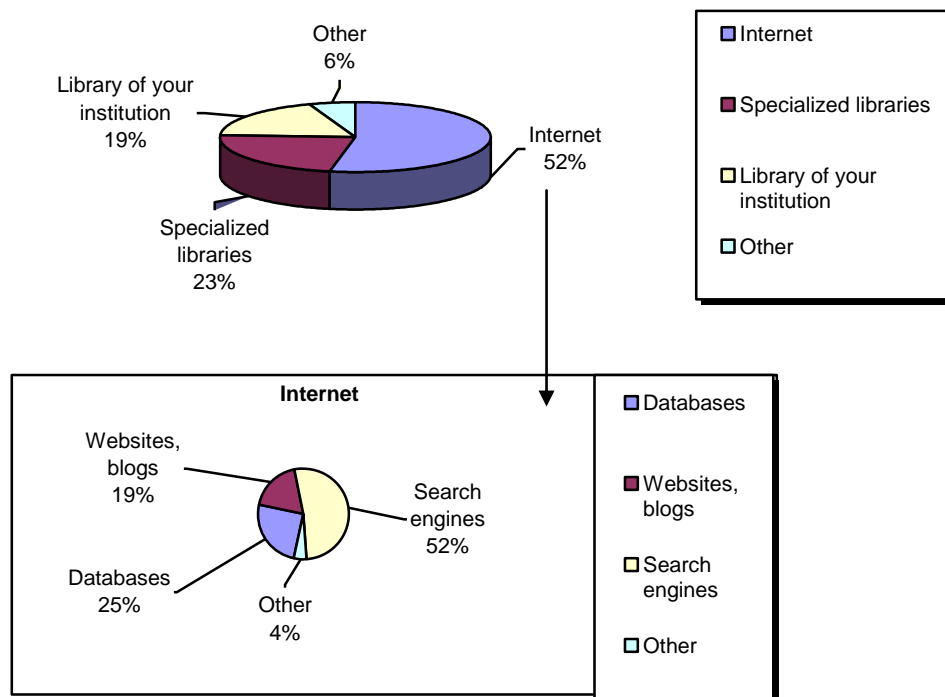 Other
6%
Library of your
institution
19%
Internet
52%
Specialized
libraries
23%
Internet
Specialized libraries
Library of your
institution
Other
Internet
Websites,
blogs
19%
Search
engines
52%
Databases
25%
Other
4%
Databases
Websites,
blogs
Search
engines
Other